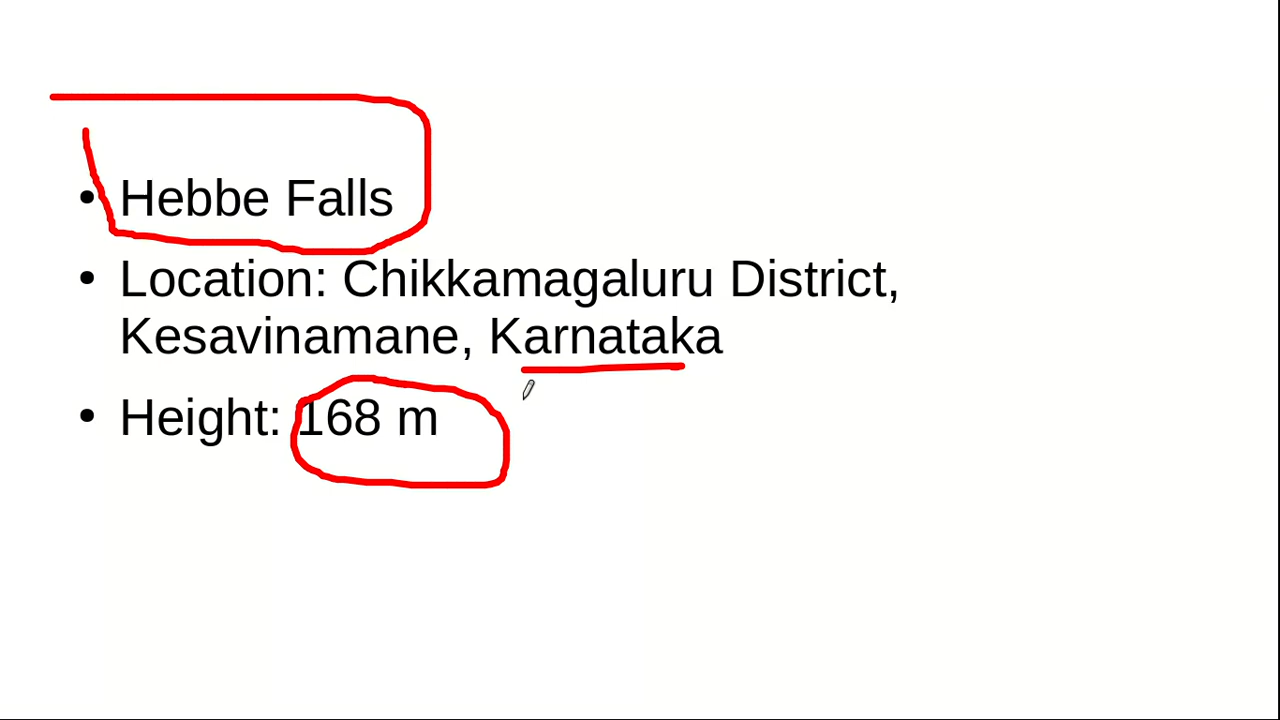 • Hebbe Falls
• Location: Chikkamagaluru District,
Kesavinamane, Karnataka
• Height: 168 m